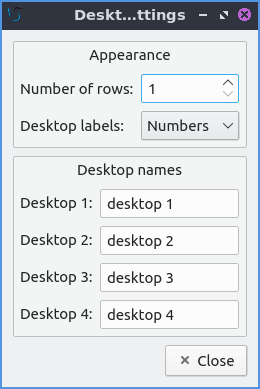 Deskt...ttings
Appearance
Number of rows: 1
Desktop labels: Numbers
Desktop names
Desktop 1: desktop 1
Desktop 2: desktop 2
Desktop 3: desktop 3
Desktop 4: desktop 4
Close